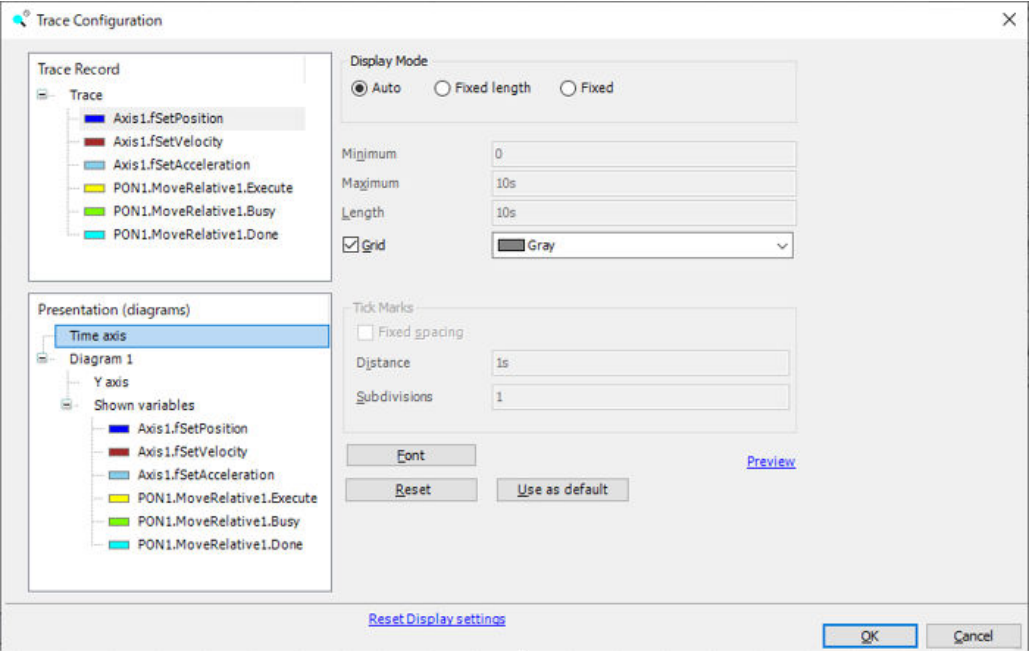 Trace Configuration
Trace Record
Trace
Axis1.fSetPosition
Axis1.fSetVelocity
Axis1.fSetAcceleration
PON1.MoveRelative1.Execute
PON1.MoveRelative1.Busy
PON1.MoveRelative1.Done
Presentation (diagrams)
Time axis
Diagram 1
Y axis
Shown variables
Axis1.fSetPosition
Axis1.fSetVelocity
Axis1.fSetAcceleration
PON1.MoveRelative1.Execute
PON1.MoveRelative1.Busy
PON1.MoveRelative1.Done
Display Mode
Auto Fixed length Fixed
Minimum 0
Maximum 10s
Length 10s
Grid Gray
Tick Marks
Fixed spacing
Distance 1s
Subdivisions 1
Font
Preview
Reset Use as default
Reset Display settings
OK Cancel